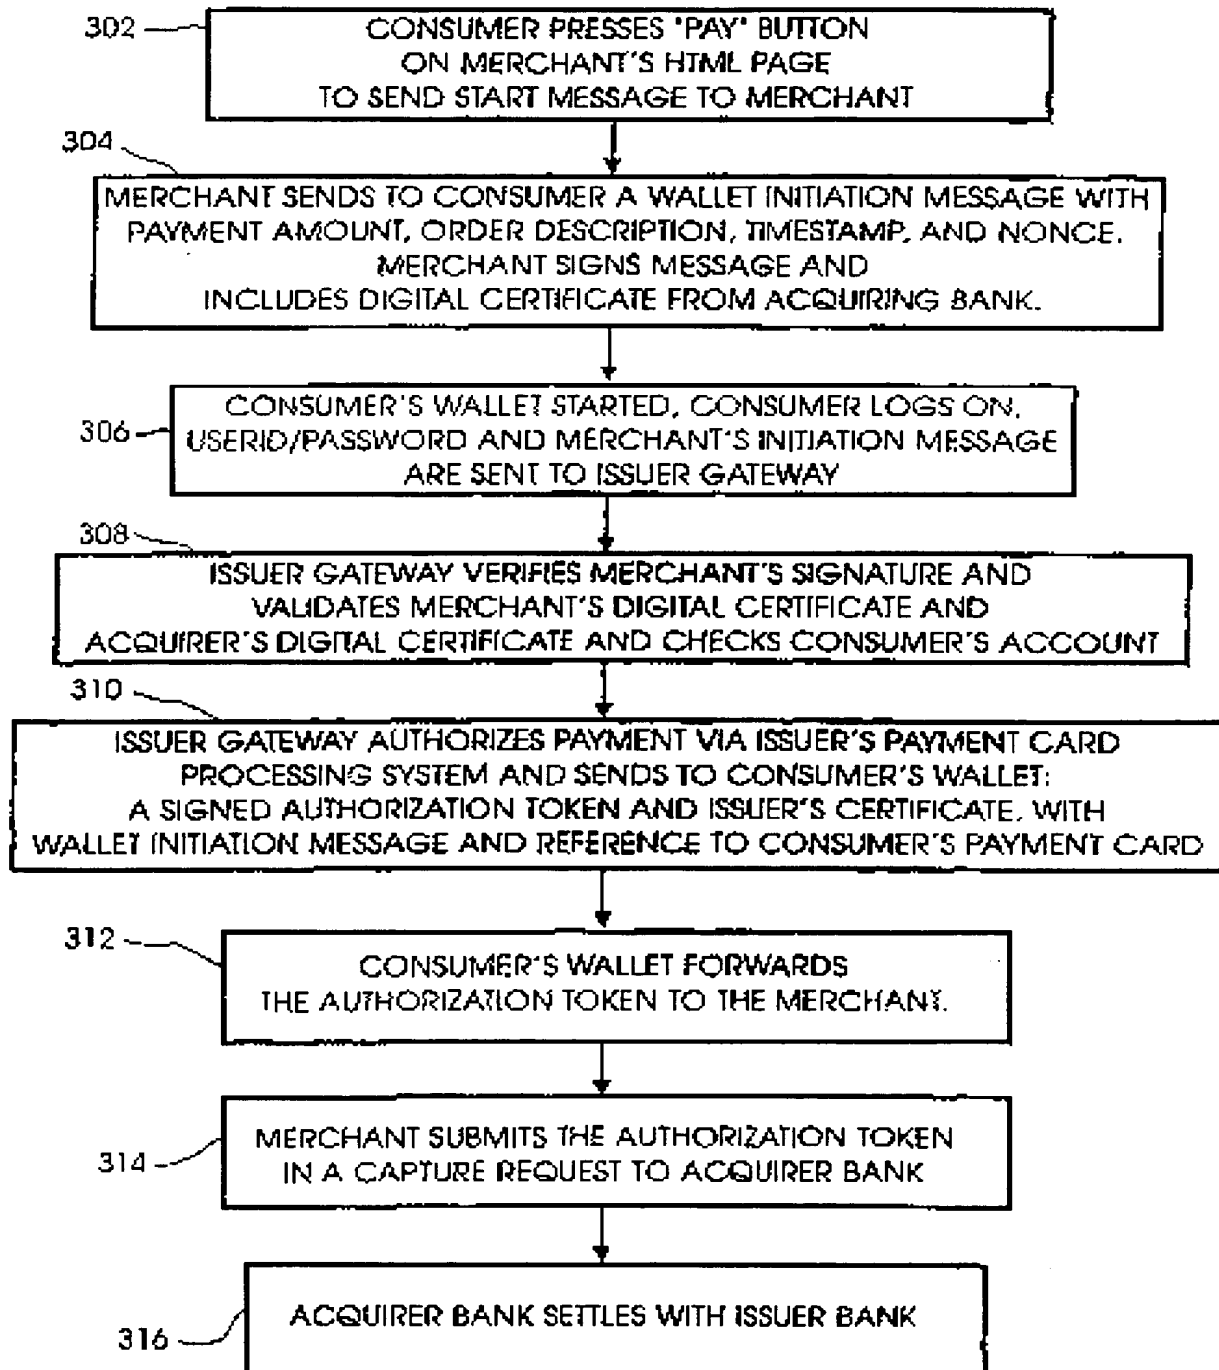 302
CONSUMER PRESSES "PAY" BUTTON
ON MERCHANT'S HTML PAGE
TO SEND START MESSAGE TO MERCHANT
304
MERCHANT SENDS TO CONSUMER A WALLET INITIATION MESSAGE WITH
PAYMENT AMOUNT, ORDER DESCRIPTION, TIMESTAMP, AND NONCE.
MERCHANT SIGNS MESSAGE AND
INCLUDES DIGITAL CERTIFICATE FROM ACQUIRING BANK.
306
CONSUMER'S WALLET STARTED, CONSUMER LOGS ON,
USERID/PASSWORD AND MERCHANT'S INITIATION MESSAGE
ARE SENT TO ISSUER GATEWAY
308
ISSUER GATEWAY VERIFIES MERCHANT'S SIGNATURE AND
VALIDATES MERCHANT'S DIGITAL CERTIFICATE AND
ACQUIRER'S DIGITAL CERTIFICATE AND CHECKS CONSUMER'S ACCOUNT
310
ISSUER GATEWAY AUTHORIZES PAYMENT VIA ISSUER'S PAYMENT CARD
PROCESSING SYSTEM AND SENDS TO CONSUMER'S WALLET:
A SIGNED AUTHORIZATION TOKEN AND ISSUER'S CERTIFICATE, WITH
WALLET INITIATION MESSAGE AND REFERENCE TO CONSUMER'S PAYMENT CARD
312
CONSUMER'S WALLET FORWARDS
THE AUTHORIZATION TOKEN TO THE MERCHANT.
314
MERCHANT SUBMITS THE AUTHORIZATION TOKEN
IN A CAPTURE REQUEST TO ACQUIRER BANK
316
ACQUIRER BANK SETTLES WITH ISSUER BANK